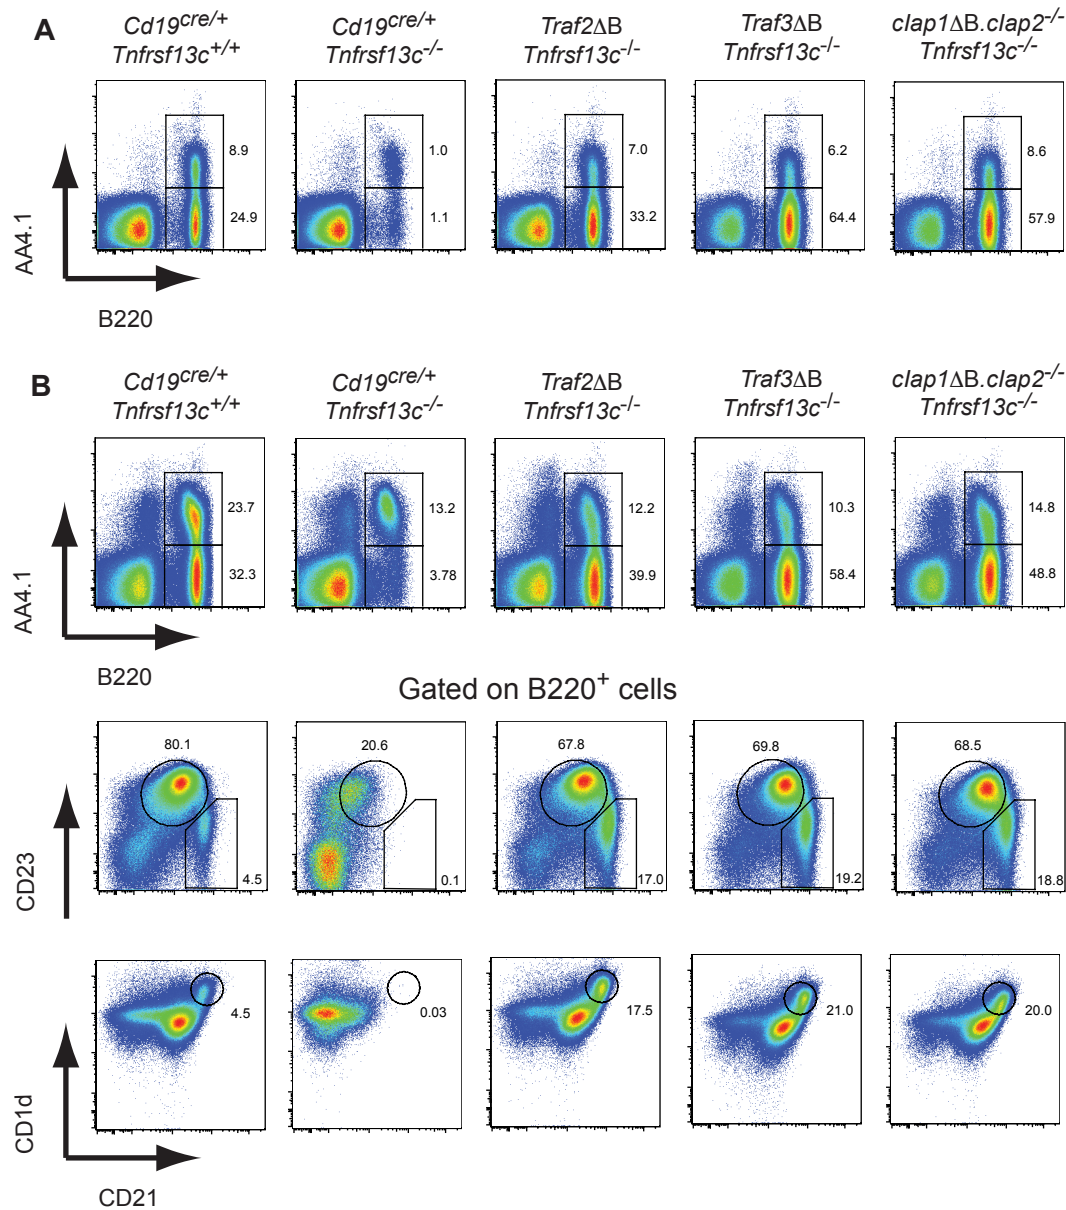 A
Cd19cre/+ Tnfrsf13c+/+
Cd19cre/+ Tnfrsf13c-/-
Traf2ΔB Tnfrsf13c-/-
Traf3ΔB Tnfrsf13c-/-
cIap1ΔB.cIap2-/- Tnfrsf13c-/-
8.9
1.0
7.0
6.2
8.6
24.9
1.1
33.2
64.4
57.9
AA4.1
B220
B
Cd19cre/+ Tnfrsf13c+/+
Cd19cre/+ Tnfrsf13c-/-
Traf2ΔB Tnfrsf13c-/-
Traf3ΔB Tnfrsf13c-/-
cIap1ΔB.cIap2-/- Tnfrsf13c-/-
23.7
13.2
12.2
10.3
14.8
32.3
3.78
39.9
58.4
48.8
AA4.1
B220
Gated on B220+ cells
80.1
20.6
67.8
69.8
68.5
4.5
0.1
17.0
19.2
18.8
CD23
4.5
0.03
17.5
21.0
20.0
CD1d
CD21